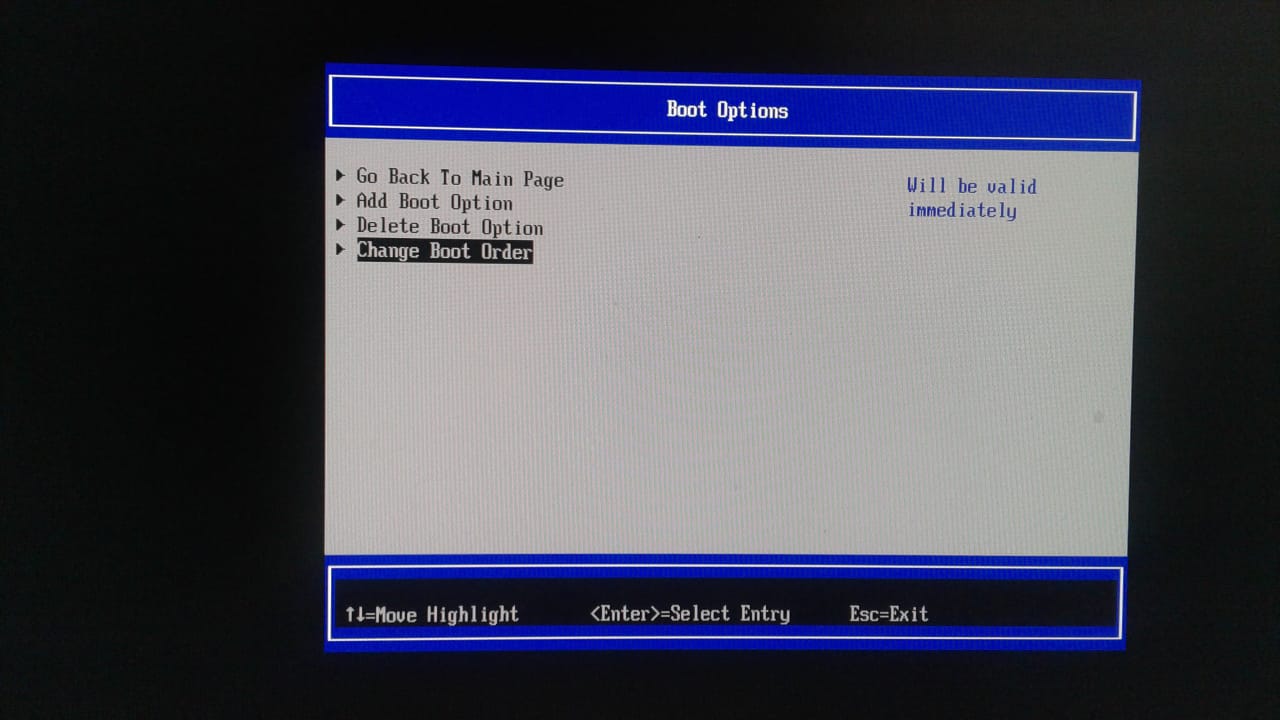 Boot Options
Go Back To Main Page
Add Boot Option
Delete Boot Option
Change Boot Order
Will be valid
immediately
↑↓=Move Highlight
<Enter>=Select Entry
Esc=Exit